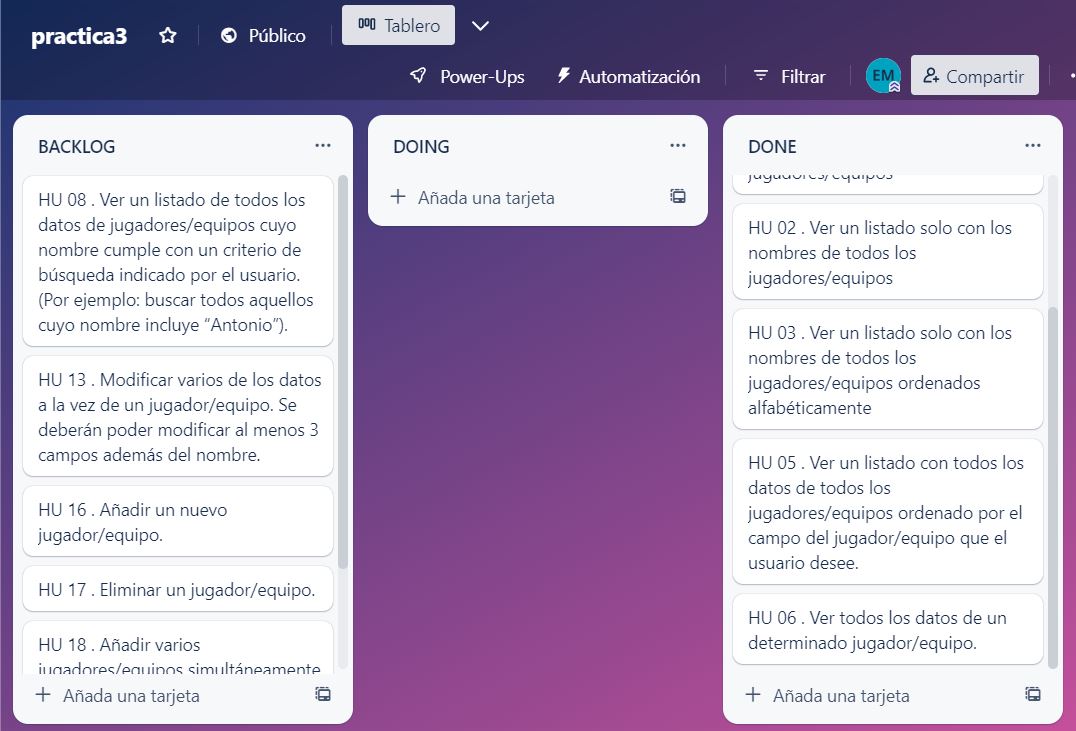 practica3
Público
Tablero
Power-Ups
Automatización
Filtrar
EM
Compartir
BACKLOG
HU 08 . Ver un listado de todos los
datos de jugadores/equipos cuyo
nombre cumple con un criterio de
búsqueda indicado por el usuario.
(Por ejemplo: buscar todos aquellos
cuyo nombre incluye “Antonio”).
HU 13 . Modificar varios de los datos
a la vez de un jugador/equipo. Se
deberán poder modificar al menos 3
campos además del nombre.
HU 16 . Añadir un nuevo
jugador/equipo.
HU 17 . Eliminar un jugador/equipo.
HU 18 . Añadir varios
jugadores/equipos simultáneamente
Añada una tarjeta
DOING
Añada una tarjeta
DONE
jugadores/equipos
HU 02 . Ver un listado solo con los
nombres de todos los
jugadores/equipos
HU 03 . Ver un listado solo con los
nombres de todos los
jugadores/equipos ordenados
alfabéticamente
HU 05 . Ver un listado con todos los
datos de todos los
jugadores/equipos ordenado por el
campo del jugador/equipo que el
usuario desee.
HU 06 . Ver todos los datos de un
determinado jugador/equipo.
Añada una tarjeta